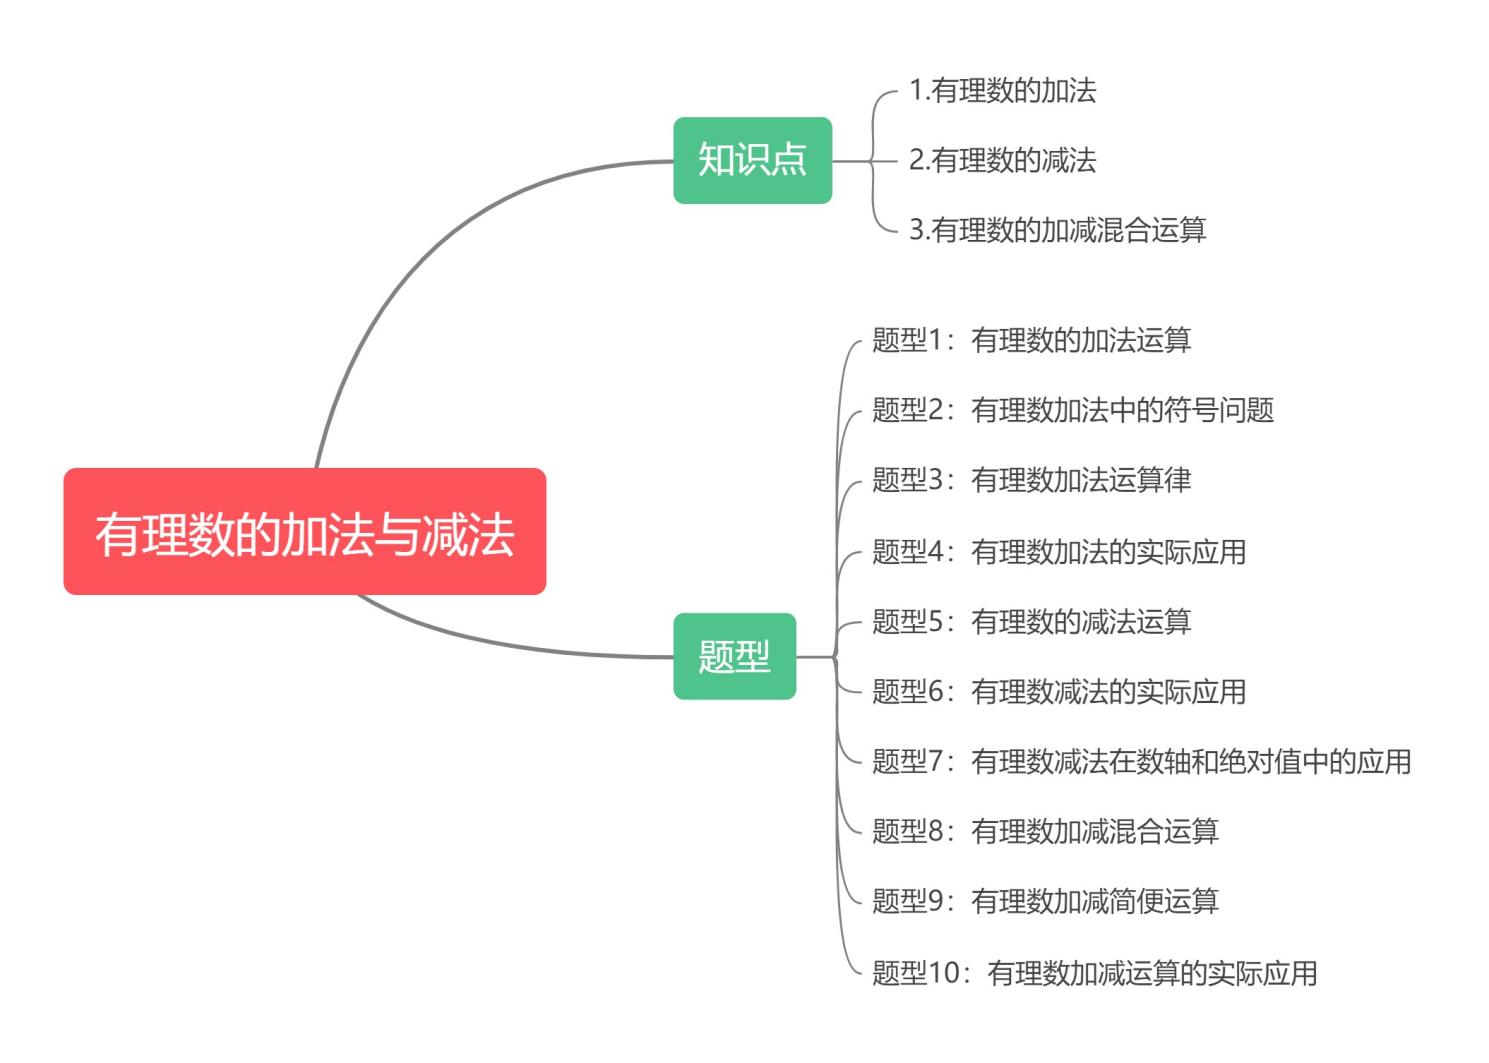 有理数的加法与减法
知识点
1.有理数的加法
2.有理数的减法
3.有理数的加减混合运算
题型
题型1：有理数的加法运算
题型2：有理数加法中的符号问题
题型3：有理数加法运算律
题型4：有理数加法的实际应用
题型5：有理数的减法运算
题型6：有理数减法的实际应用
题型7：有理数减法在数轴和绝对值中的应用
题型8：有理数加减混合运算
题型9：有理数加减简便运算
题型10：有理数加减运算的实际应用